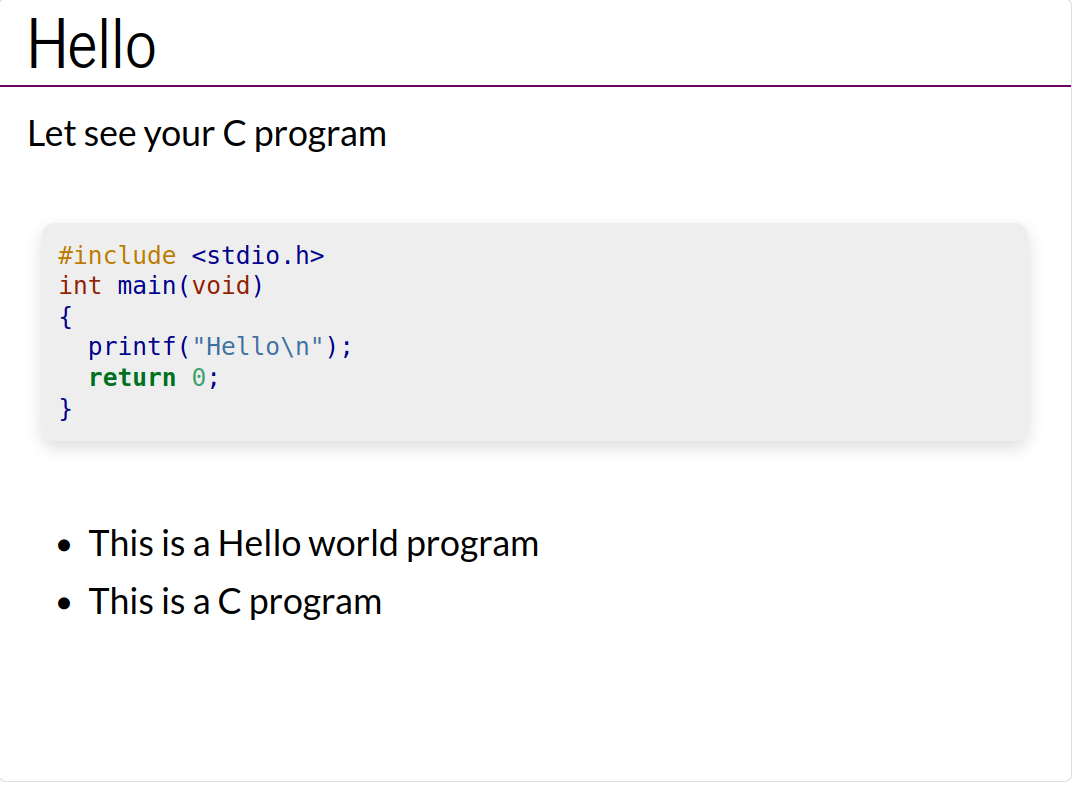 Hello
Let see your C program
#include <stdio.h>
int main(void)
{
  printf("Hello\n");
  return 0;
}
• This is a Hello world program
• This is a C program